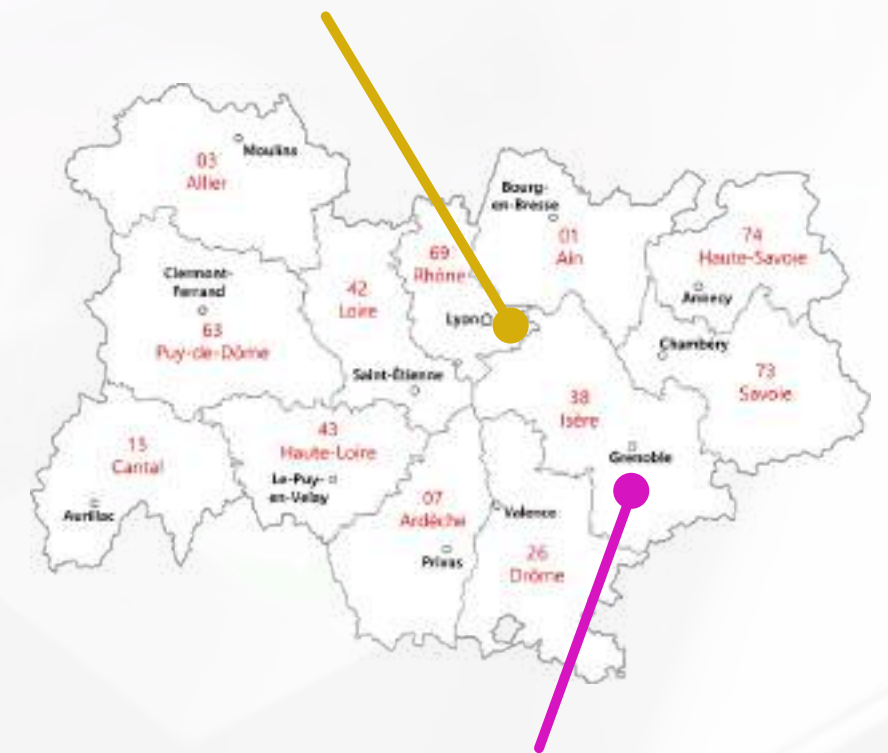 Moulins
03
Allier
Bourg-
en-Bresse
01
Ain
74
Haute-Savoie
Annecy
69
Rhône
Clermont-
Ferrand
63
Puy-de-Dôme
42
Loire
Lyon
Chambéry
73
Savoie
Saint-Étienne
38
Isère
Grenoble
15
Cantal
Aurillac
43
Haute-Loire
Le-Puy-
en-Velay
07
Ardèche
Privas
Valence
26
Drôme